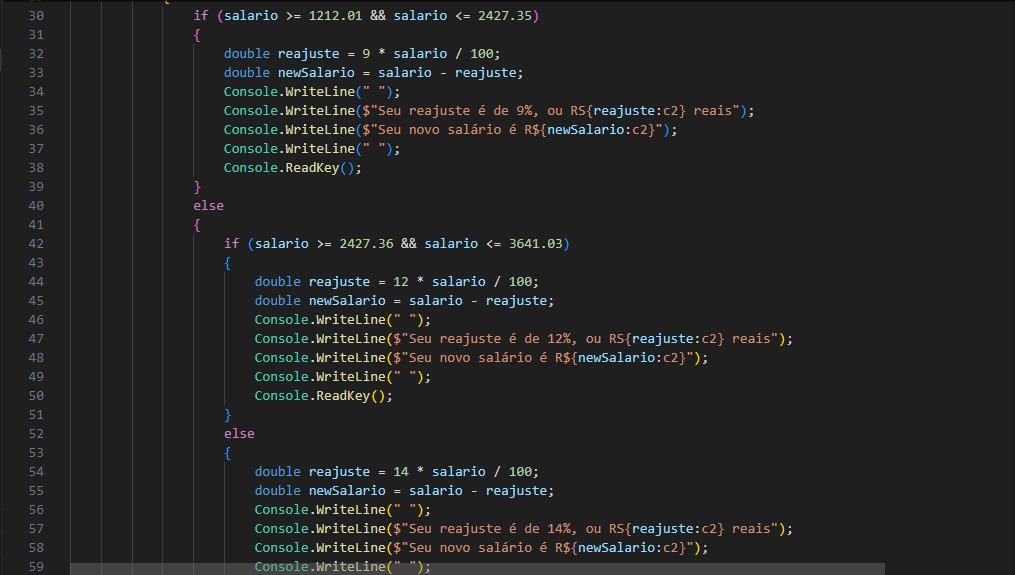 30 if (salario >= 1212.01 && salario <= 2427.35)
31 {
32 double reajuste = 9 * salario / 100;
33 double newSalario = salario - reajuste;
34 Console.WriteLine(" ");
35 Console.WriteLine($"Seu reajuste é de 9%, ou RS{reajuste:c2} reais");
36 Console.WriteLine($"Seu novo salário é R${newSalario:c2}");
37 Console.WriteLine(" ");
38 Console.ReadKey();
39 }
40 else
41 {
42 if (salario >= 2427.36 && salario <= 3641.03)
43 {
44 double reajuste = 12 * salario / 100;
45 double newSalario = salario - reajuste;
46 Console.WriteLine(" ");
47 Console.WriteLine($"Seu reajuste é de 12%, ou RS{reajuste:c2} reais");
48 Console.WriteLine($"Seu novo salário é R${newSalario:c2}");
49 Console.WriteLine(" ");
50 Console.ReadKey();
51 }
52 else
53 {
54 double reajuste = 14 * salario / 100;
55 double newSalario = salario - reajuste;
56 Console.WriteLine(" ");
57 Console.WriteLine($"Seu reajuste é de 14%, ou RS{reajuste:c2} reais");
58 Console.WriteLine($"Seu novo salário é R${newSalario:c2}");
59 Console.WriteLine(" ");